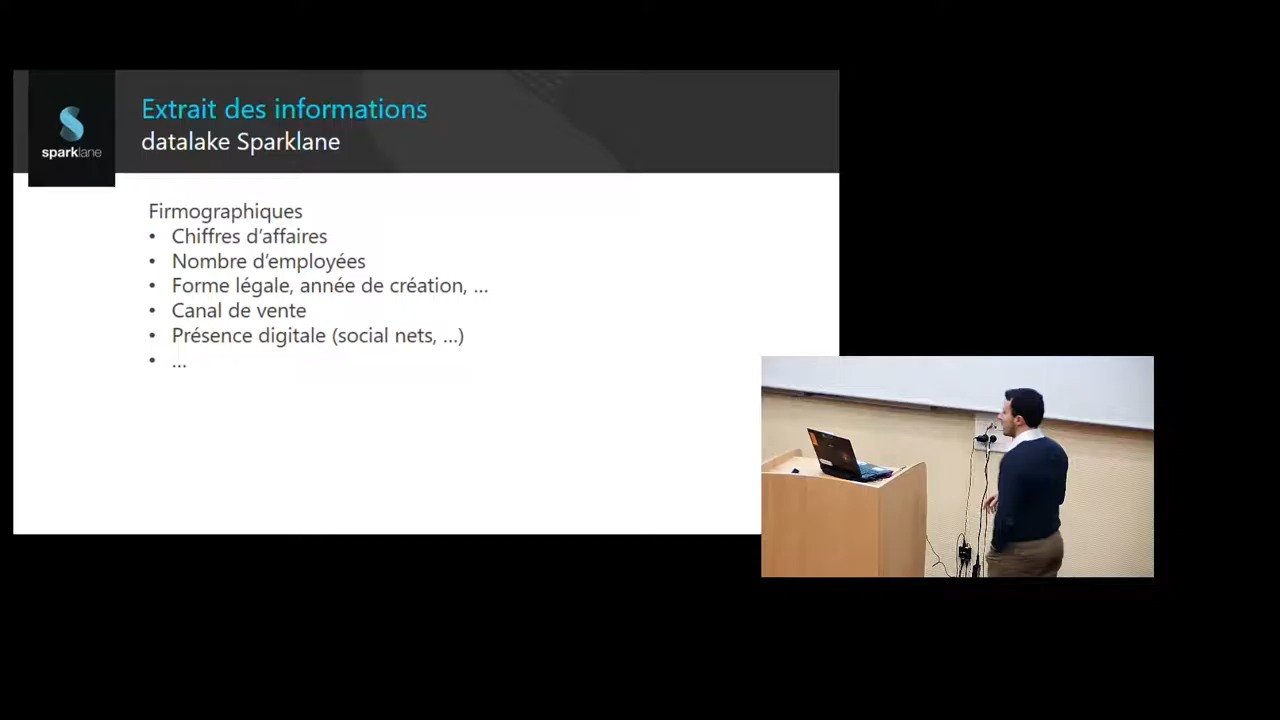 Extrait des informations
datalake Sparklane
sparklane
Firmographiques
• Chiffres d’affaires
• Nombre d’employées
• Forme légale, année de création, ...
• Canal de vente
• Présence digitale (social nets, ...)
• ...